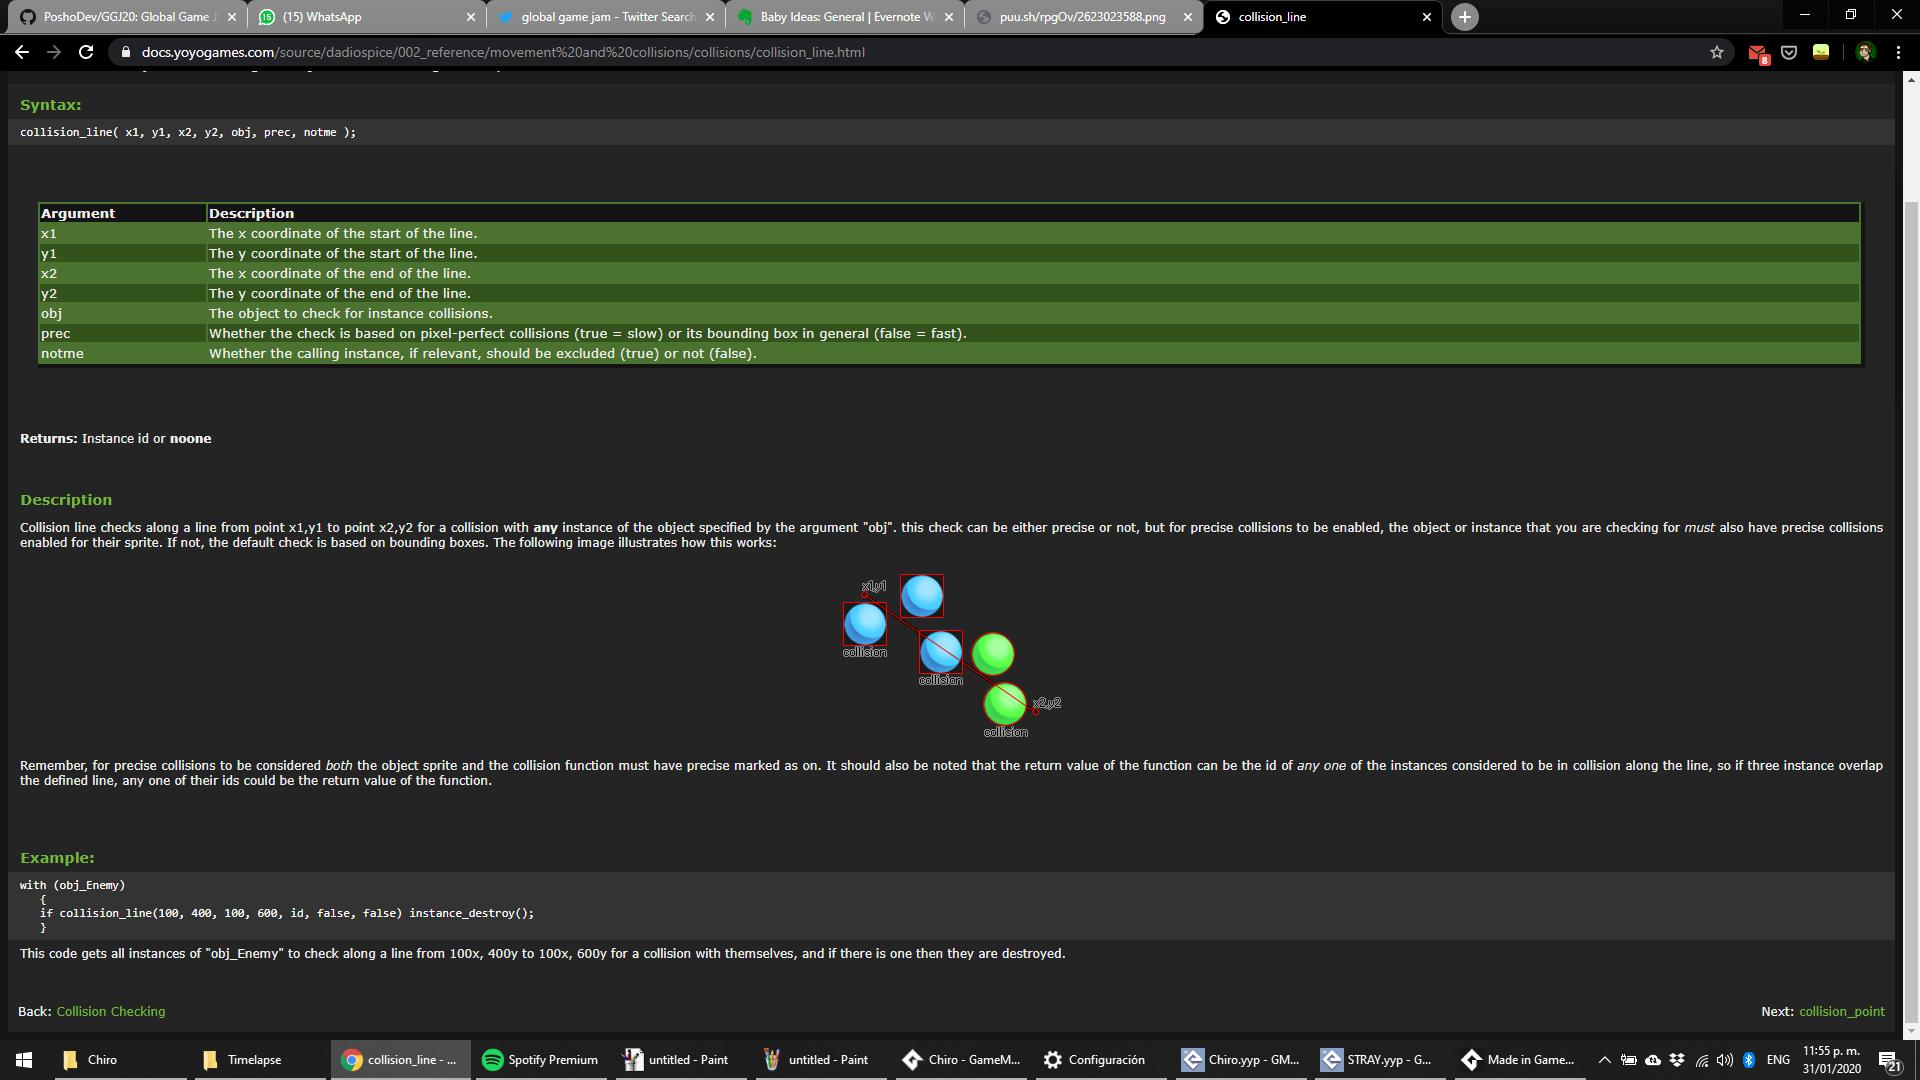 PoshoDev/GGJ20: Global Game J
(15) WhatsApp
global game jam - Twitter Search
Baby Ideas: General | Evernote W
puu.sh/rpgOv/2623023588.png
collision_line
docs.yoyogames.com/source/dadiospice/002_reference/movement%20and%20collisions/collisions/collision_line.html
8
Syntax:
collision_line( x1, y1, x2, y2, obj, prec, notme );
Argument Description
x1 The x coordinate of the start of the line.
y1 The y coordinate of the start of the line.
x2 The x coordinate of the end of the line.
y2 The y coordinate of the end of the line.
obj The object to check for instance collisions.
prec Whether the check is based on pixel-perfect collisions (true = slow) or its bounding box in general (false = fast).
notme Whether the calling instance, if relevant, should be excluded (true) or not (false).
Returns: Instance id or noone
Description
Collision line checks along a line from point x1,y1 to point x2,y2 for a collision with any instance of the object specified by the argument "obj". this check can be either precise or not, but for precise collisions to be enabled, the object or instance that you are checking for must also have precise collisions
enabled for their sprite. If not, the default check is based on bounding boxes. The following image illustrates how this works:
x1,y1
collision
collision
x2,y2
collision
Remember, for precise collisions to be considered both the object sprite and the collision function must have precise marked as on. It should also be noted that the return value of the function can be the id of any one of the instances considered to be in collision along the line, so if three instance overlap
the defined line, any one of their ids could be the return value of the function.
Example:
with (obj_Enemy)
{
if collision_line(100, 400, 100, 600, id, false, false) instance_destroy();
}
This code gets all instances of "obj_Enemy" to check along a line from 100x, 400y to 100x, 600y for a collision with themselves, and if there is one then they are destroyed.
Back: Collision Checking
Next: collision_point
Chiro
Timelapse
collision_line - ...
Spotify Premium
untitled - Paint
untitled - Paint
Chiro - GameM...
Configuración
Chiro.yyp - GM...
STRAY.yyp - G...
Made in Game...
ENG
11:55 p. m.
31/01/2020
21